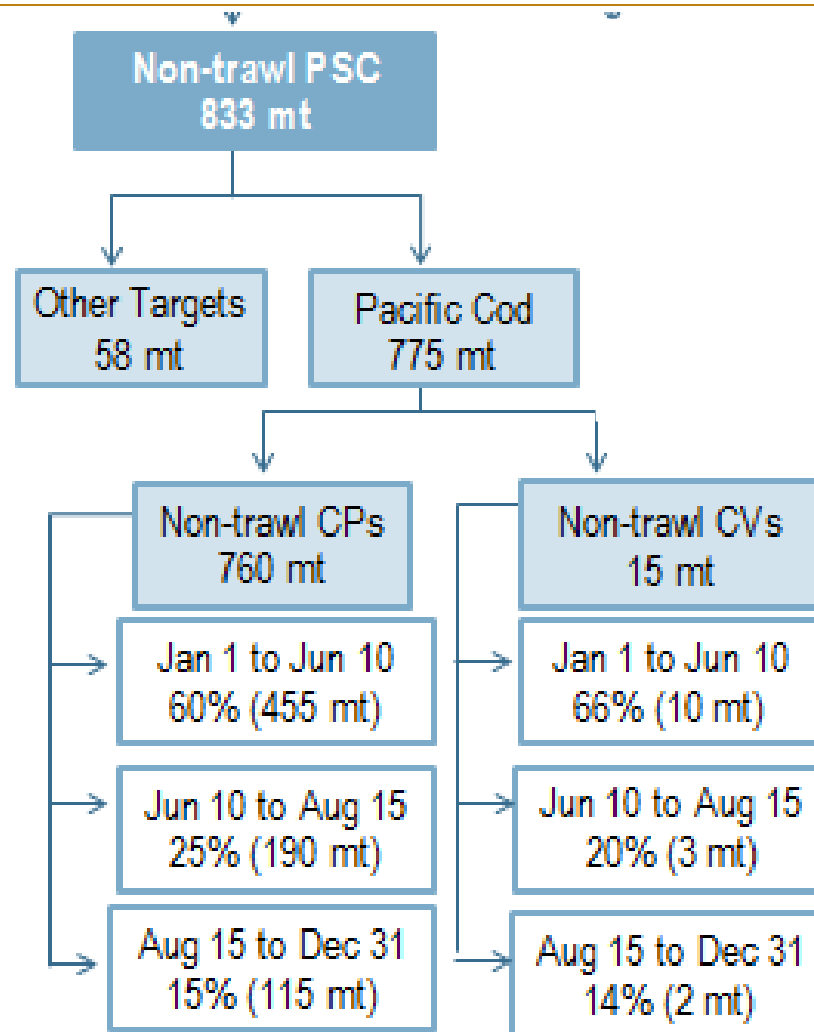 Non-trawl PSC
833 mt
Other Targets
58 mt
Pacific Cod
775 mt
Non-trawl CPs
760 mt
Non-trawl CVs
15 mt
Jan 1 to Jun 10
60% (455 mt)
Jan 1 to Jun 10
66% (10 mt)
Jun 10 to Aug 15
25% (190 mt)
Jun 10 to Aug 15
20% (3 mt)
Aug 15 to Dec 31
15% (115 mt)
Aug 15 to Dec 31
14% (2 mt)